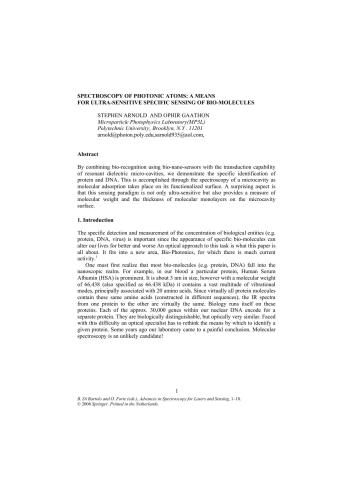 SPECTROSCOPY OF PHOTONIC ATOMS: A MEANS
FOR ULTRA-SENSITIVE SPECIFIC SENSING OF BIO-MOLECULES
STEPHEN ARNOLD AND OPHIR GAATHON
Microparticle Photophysics Laboratory(MP3L)
Polytechnic University, Brooklyn, N.Y . 11201
arnold@photon.poly.edu,sarnold935@aol.com,
Abstract
By combining bio-recognition using bio-nano-sensors with the transduction capability
of resonant dielectric micro-cavities, we demonstrate the specific identification of
protein and DNA. This is accomplished through the spectroscopy of a microcavity as
molecular adsorption takes place on its functionalized surface. A surprising aspect is
that this sensing paradigm is not only ultra-sensitive but also provides a measure of
molecular weight and the thickness of molecular monolayers on the microcavity
surface.
1. Introduction
The specific detection and measurement of the concentration of biological entities (e.g.
protein, DNA, virus) is important since the appearance of specific bio-molecules can
alter our lives for better and worse An optical approach to this task is what this paper is
all about. It fits into a new area, Bio-Photonics, for which there is much current
activity.1
One must first realize that most bio-molecules (e.g. protein, DNA) fall into the
nanoscopic realm. For example, in our blood a particular protein, Human Serum
Albumin (HSA) is prominent. It is about 3 nm in size, however with a molecular weight
of 66,438 (also specified as 66.438 kDa) it contains a vast multitude of vibrational
modes, principally associated with 20 amino acids. Since virtually all protein molecules
contain these same amino acids (constructed in different sequences), the IR spectra
from one protein to the other are virtually the same. Biology runs itself on these
proteins. Each of the approx. 30,000 genes within our nuclear DNA encode for a
separate protein. They are biologically distinguishable, but optically very similar. Faced
with this difficulty an optical specialist has to rethink the means by which to identify a
given protein. Some years ago our laboratory came to a painful conclusion. Molecular
spectroscopy is an unlikely candidate!
1
B. Di Bartolo and O. Forte (eds.), Advances in Spectroscopy for Lasers and Sensing, 1–18.
© 2006 Springer. Printed in the Netherlands.